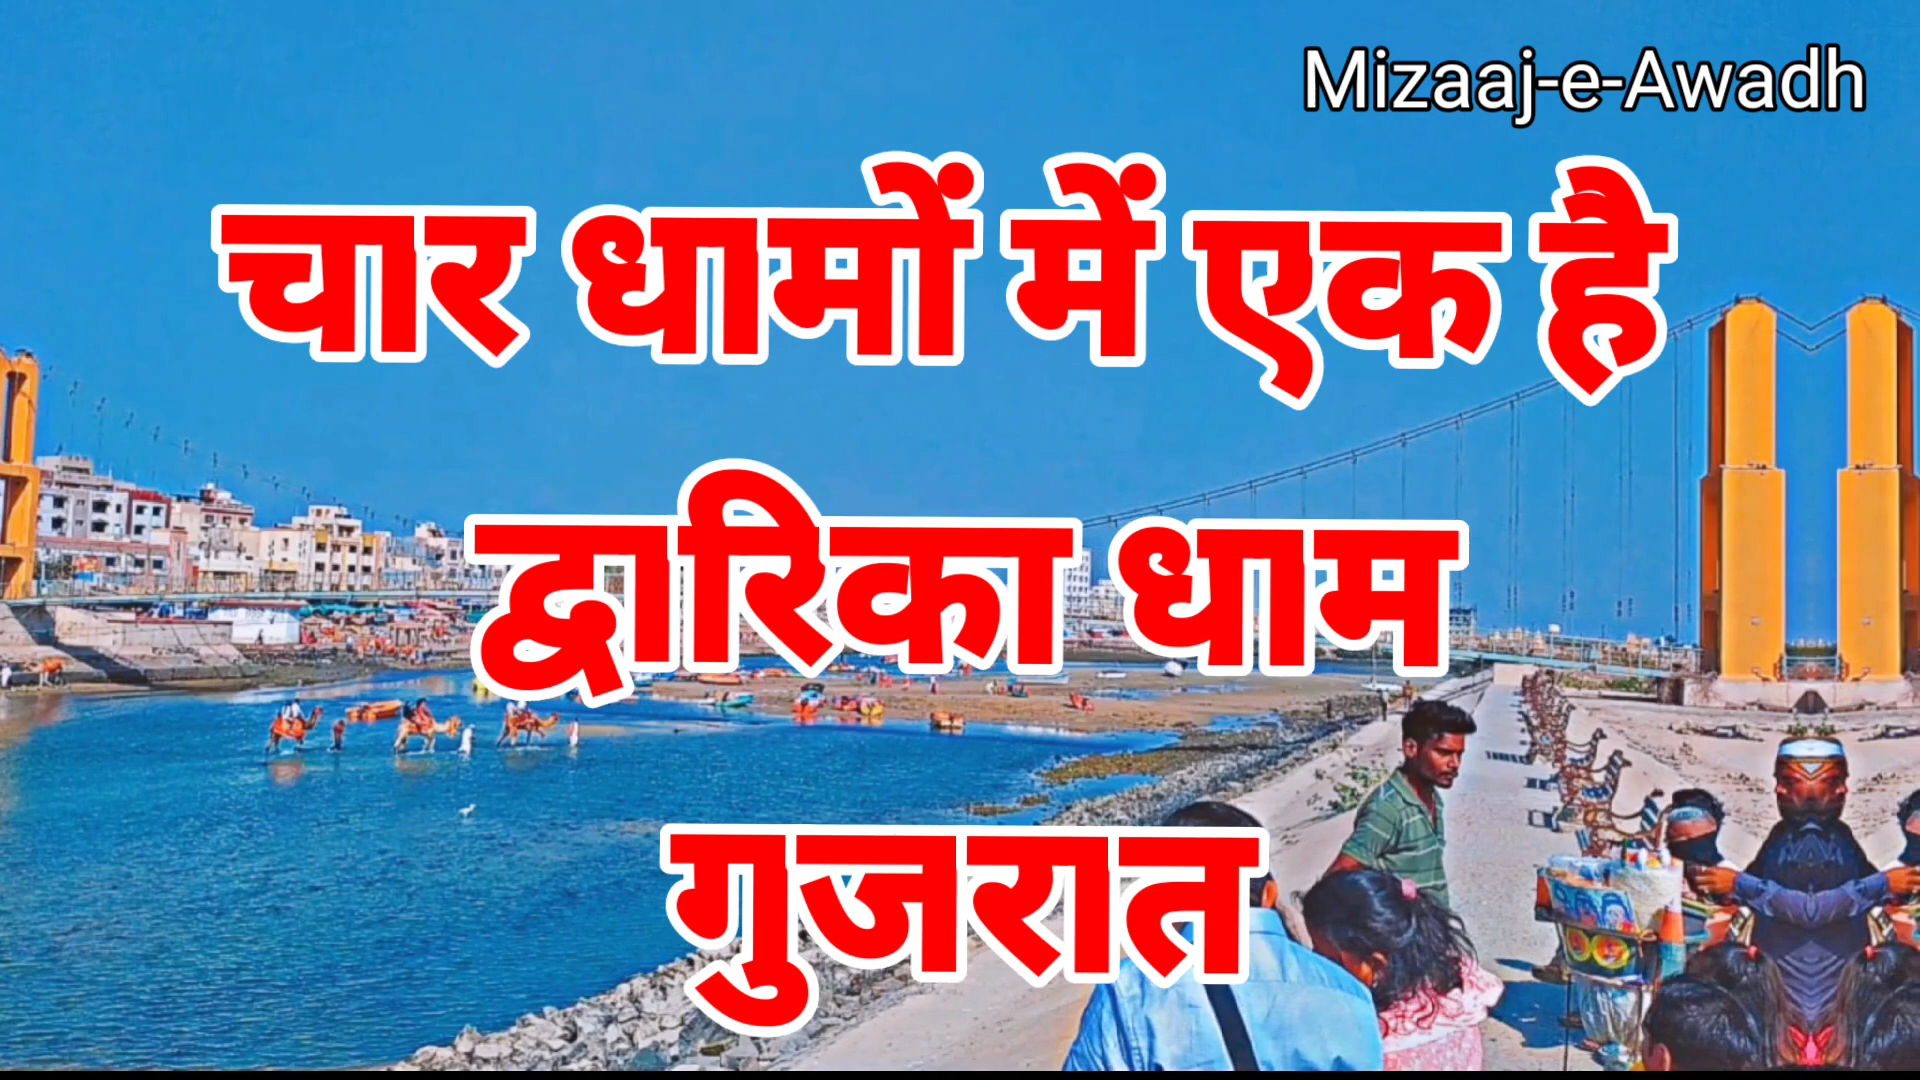 Mizaaj-e-Awadh
चार धामों में एक है
द्वारिका धाम
गुजरात